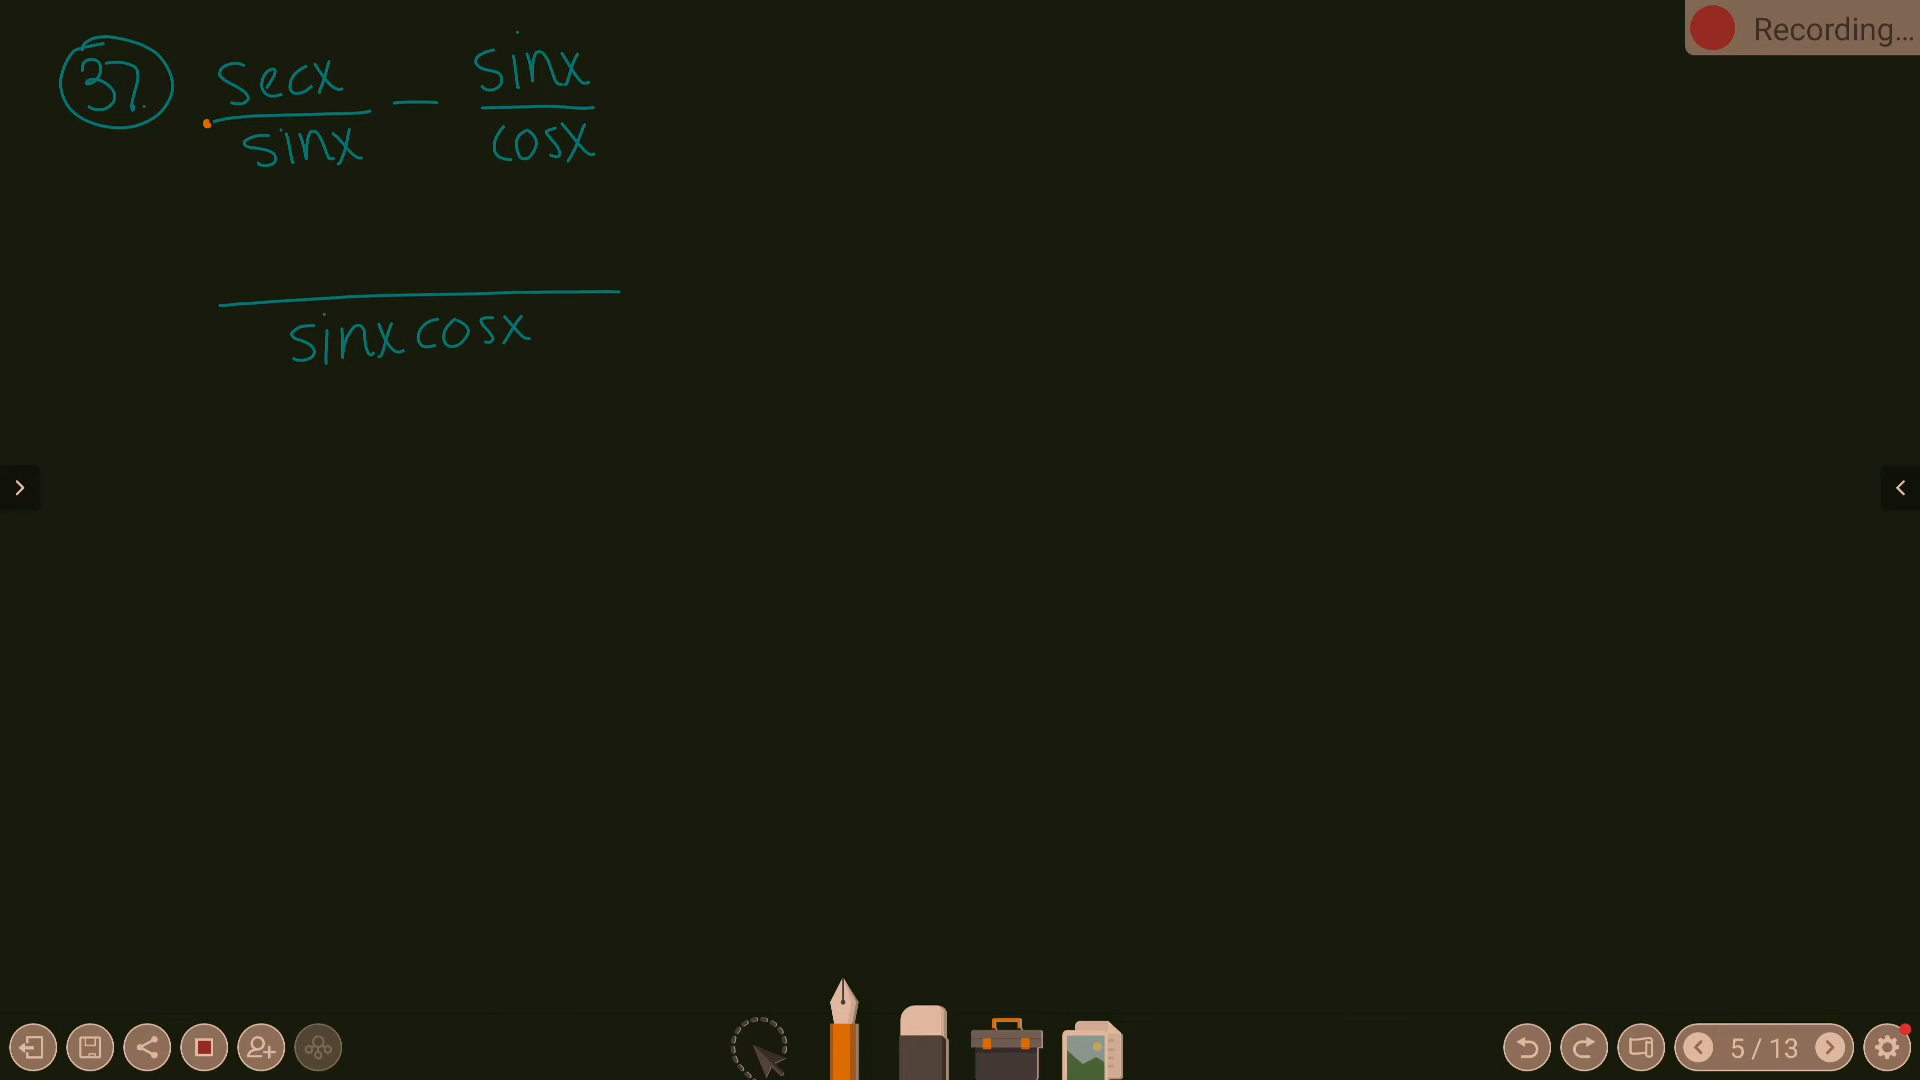 Recording...
37. secx/sinx − sinx/cosx
sinx cosx
5 / 13